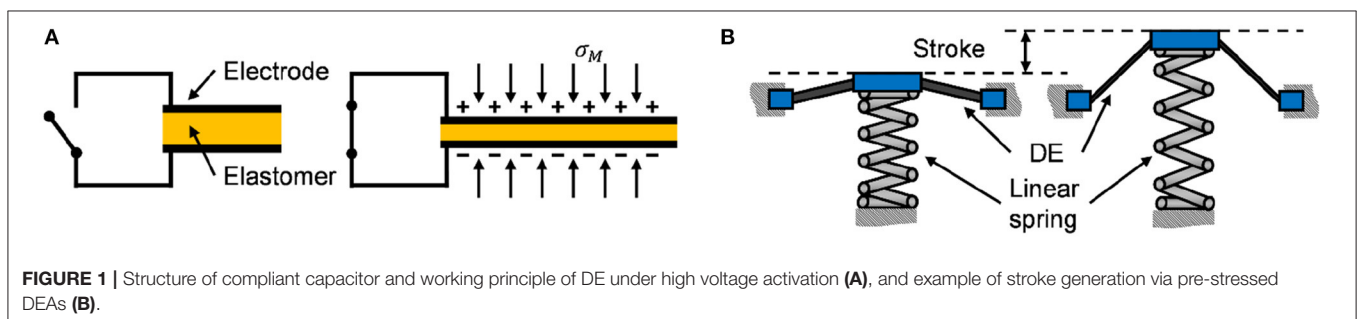 A
Electrode
Elastomer
σM
+ + + + + + +
− − − − − − −
B
Stroke
DE
Linear
spring
FIGURE 1 | Structure of compliant capacitor and working principle of DE under high voltage activation (A), and example of stroke generation via pre-stressed
DEAs (B).